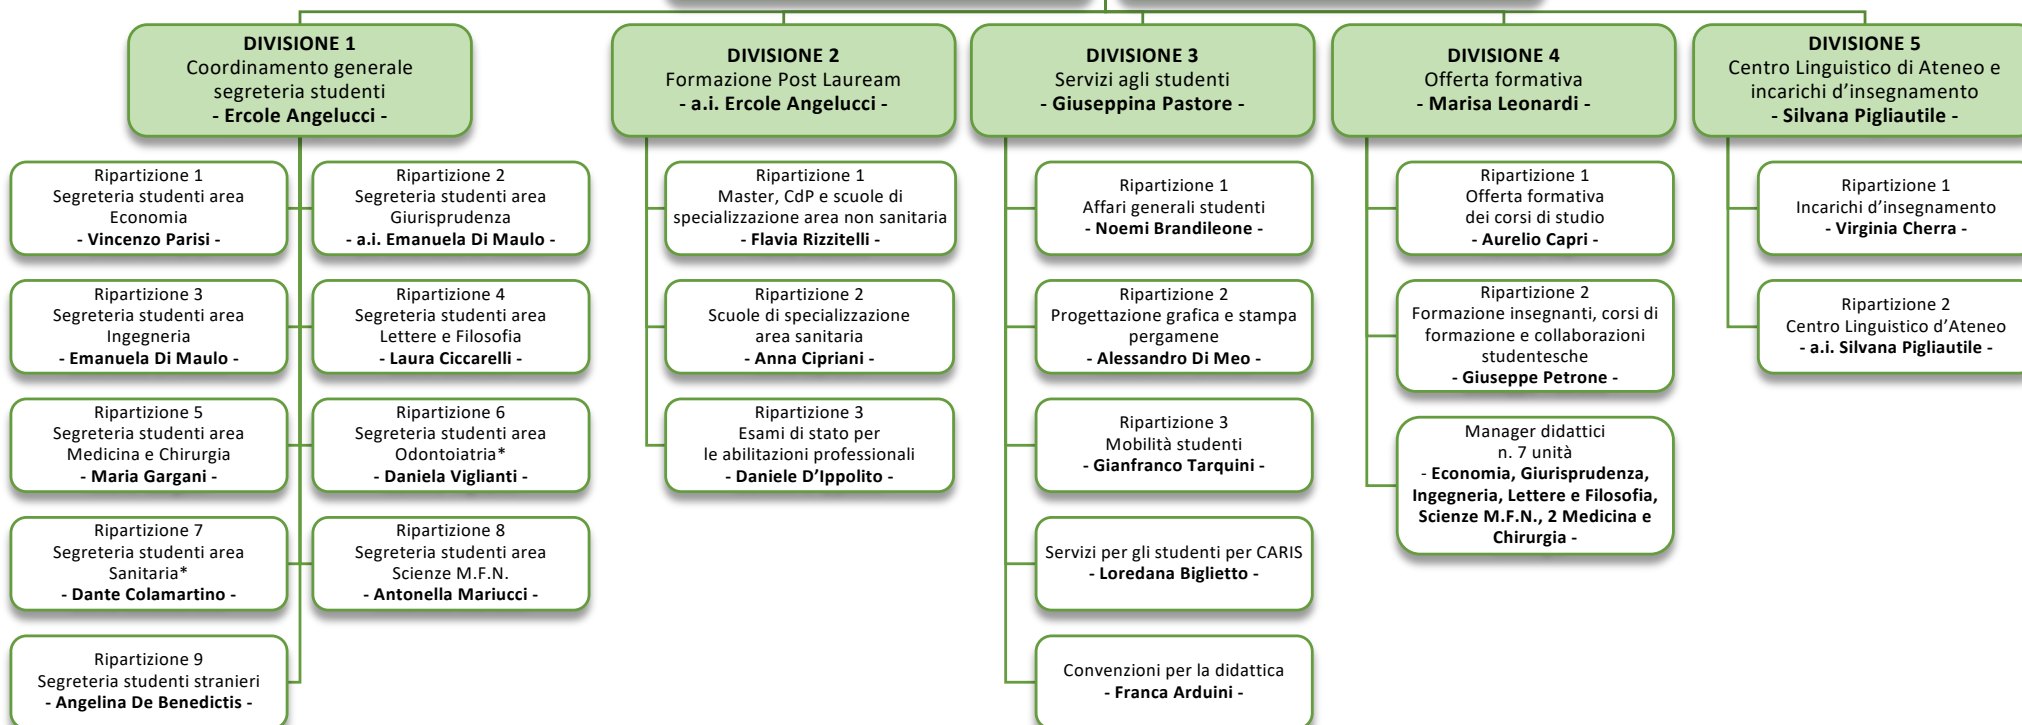 DIVISIONE 1
Coordinamento generale
segreteria studenti
- Ercole Angelucci -
DIVISIONE 2
Formazione Post Lauream
- a.i. Ercole Angelucci -
DIVISIONE 3
Servizi agli studenti
- Giuseppina Pastore -
DIVISIONE 4
Offerta formativa
- Marisa Leonardi -
DIVISIONE 5
Centro Linguistico di Ateneo e
incarichi d’insegnamento
- Silvana Pigliautile -
Ripartizione 1
Segreteria studenti area
Economia
- Vincenzo Parisi -
Ripartizione 2
Segreteria studenti area
Giurisprudenza
- a.i. Emanuela Di Maulo -
Ripartizione 3
Segreteria studenti area
Ingegneria
- Emanuela Di Maulo -
Ripartizione 4
Segreteria studenti area
Lettere e Filosofia
- Laura Ciccarelli -
Ripartizione 5
Segreteria studenti area
Medicina e Chirurgia
- Maria Gargani -
Ripartizione 6
Segreteria studenti area
Odontoiatria*
- Daniela Viglianti -
Ripartizione 7
Segreteria studenti area
Sanitaria*
- Dante Colamartino -
Ripartizione 8
Segreteria studenti area
Scienze M.F.N.
- Antonella Mariucci -
Ripartizione 9
Segreteria studenti stranieri
- Angelina De Benedictis -
Ripartizione 1
Master, CdP e scuole di
specializzazione area non sanitaria
- Flavia Rizzitelli -
Ripartizione 2
Scuole di specializzazione
area sanitaria
- Anna Cipriani -
Ripartizione 3
Esami di stato per
le abilitazioni professionali
- Daniele D’Ippolito -
Ripartizione 1
Affari generali studenti
- Noemi Brandileone -
Ripartizione 2
Progettazione grafica e stampa
pergamene
- Alessandro Di Meo -
Ripartizione 3
Mobilità studenti
- Gianfranco Tarquini -
Servizi per gli studenti per CARIS
- Loredana Biglietto -
Convenzioni per la didattica
- Franca Arduini -
Ripartizione 1
Offerta formativa
dei corsi di studio
- Aurelio Capri -
Ripartizione 2
Formazione insegnanti, corsi di
formazione e collaborazioni
studentesche
- Giuseppe Petrone -
Manager didattici
n. 7 unità
- Economia, Giurisprudenza,
Ingegneria, Lettere e Filosofia,
Scienze M.F.N., 2 Medicina e
Chirurgia -
Ripartizione 1
Incarichi d’insegnamento
- Virginia Cherra -
Ripartizione 2
Centro Linguistico d’Ateneo
- a.i. Silvana Pigliautile -